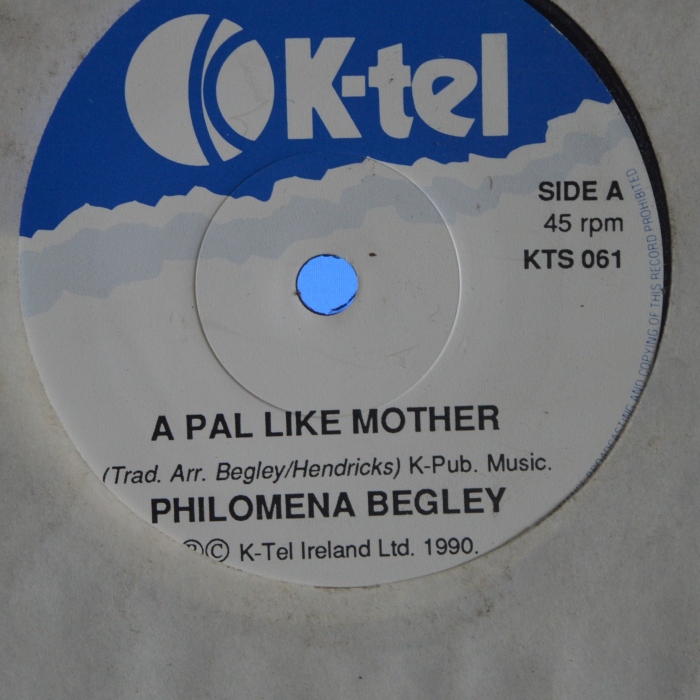 K-tel
SIDE A
45 rpm
KTS 061
A PAL LIKE MOTHER
(Trad. Arr. Begley/Hendricks) K-Pub. Music.
PHILOMENA BEGLEY
℗© K-Tel Ireland Ltd. 1990.
AND COPYING OF THIS RECORD PROHIBITED